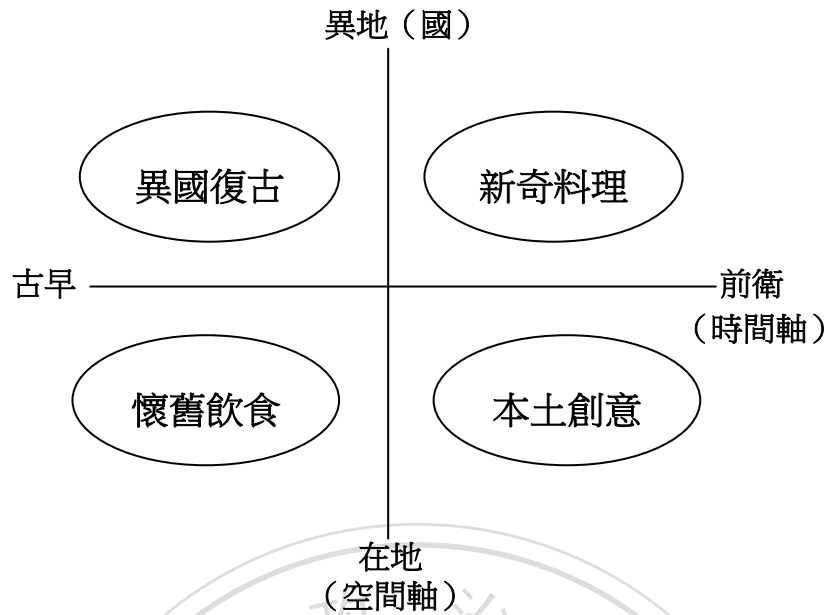 異地（國）
異國復古
新奇料理
古早
前衛
（時間軸）
懷舊飲食
本土創意
在地
（空間軸）